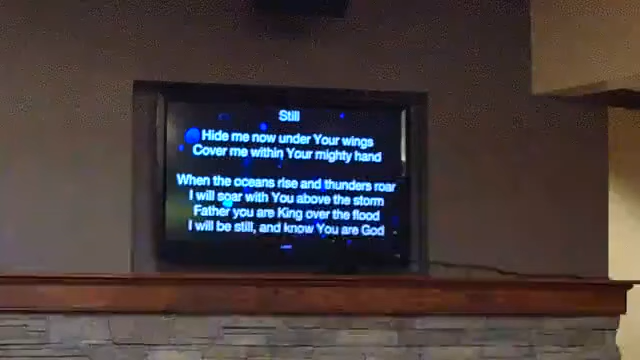 Still
Hide me now under Your wings
Cover me within Your mighty hand
When the oceans rise and thunders roar
I will soar with You above the storm
Father you are King over the flood
I will be still, and know You are God